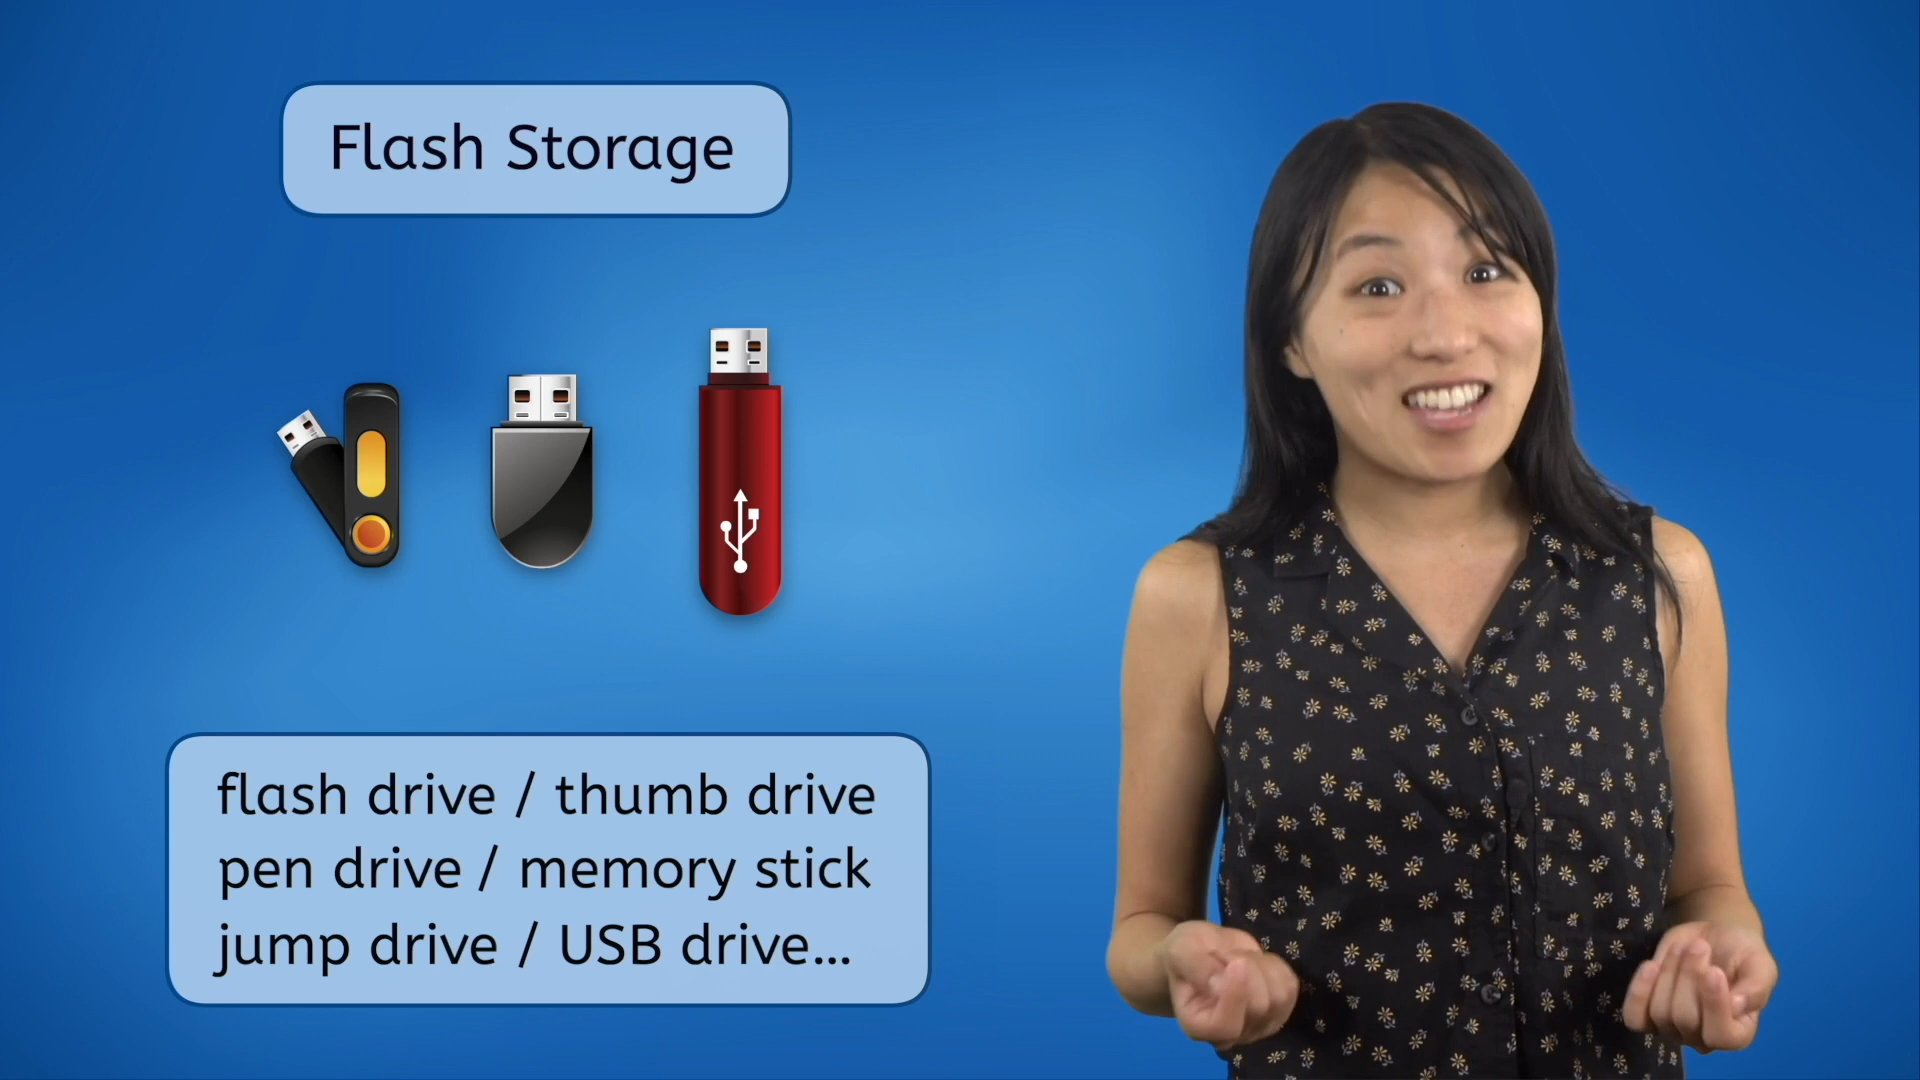 Flash Storage
flash drive / thumb drive
pen drive / memory stick
jump drive / USB drive...